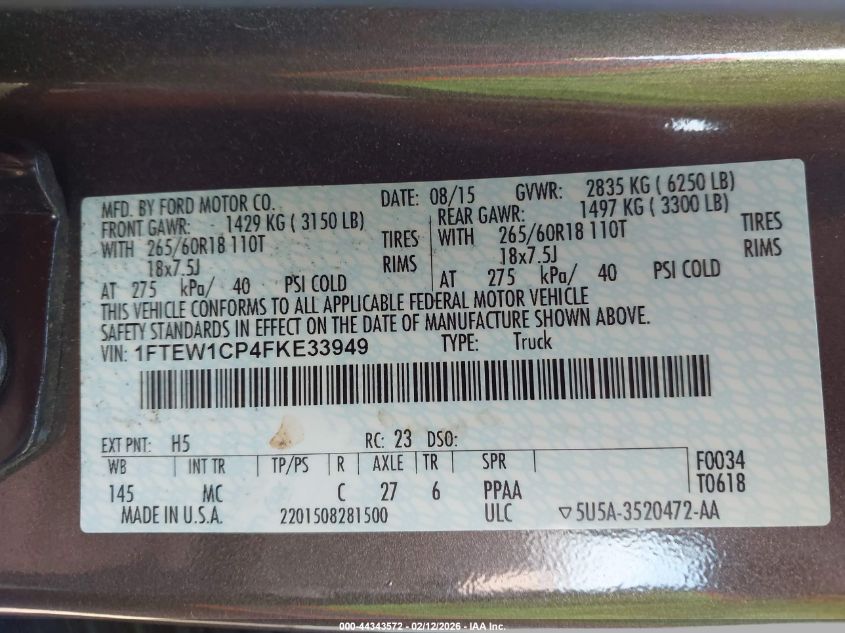 MFD. BY FORD MOTOR CO. DATE: 08/15 GVWR: 2835 KG ( 6250 LB)
FRONT GAWR: 1429 KG ( 3150 LB) REAR GAWR: 1497 KG ( 3300 LB)
WITH 265/60R18 110T TIRES WITH 265/60R18 110T TIRES
18x7.5J RIMS 18x7.5J RIMS
AT 275 kPa/ 40 PSI COLD AT 275 kPa/ 40 PSI COLD
THIS VEHICLE CONFORMS TO ALL APPLICABLE FEDERAL MOTOR VEHICLE
SAFETY STANDARDS IN EFFECT ON THE DATE OF MANUFACTURE SHOWN ABOVE.
VIN: 1FTEW1CP4FKE33949 TYPE: Truck
EXT PNT: H5 RC: 23 DSO:
WB INT TR TP/PS R AXLE TR SPR F0034
145 MC C 27 6 PPAA T0618
MADE IN U.S.A. 2201508281500 ULC ▽5U5A-3520472-AA
000-44343572 — 02/12/2026 — IAA Inc.